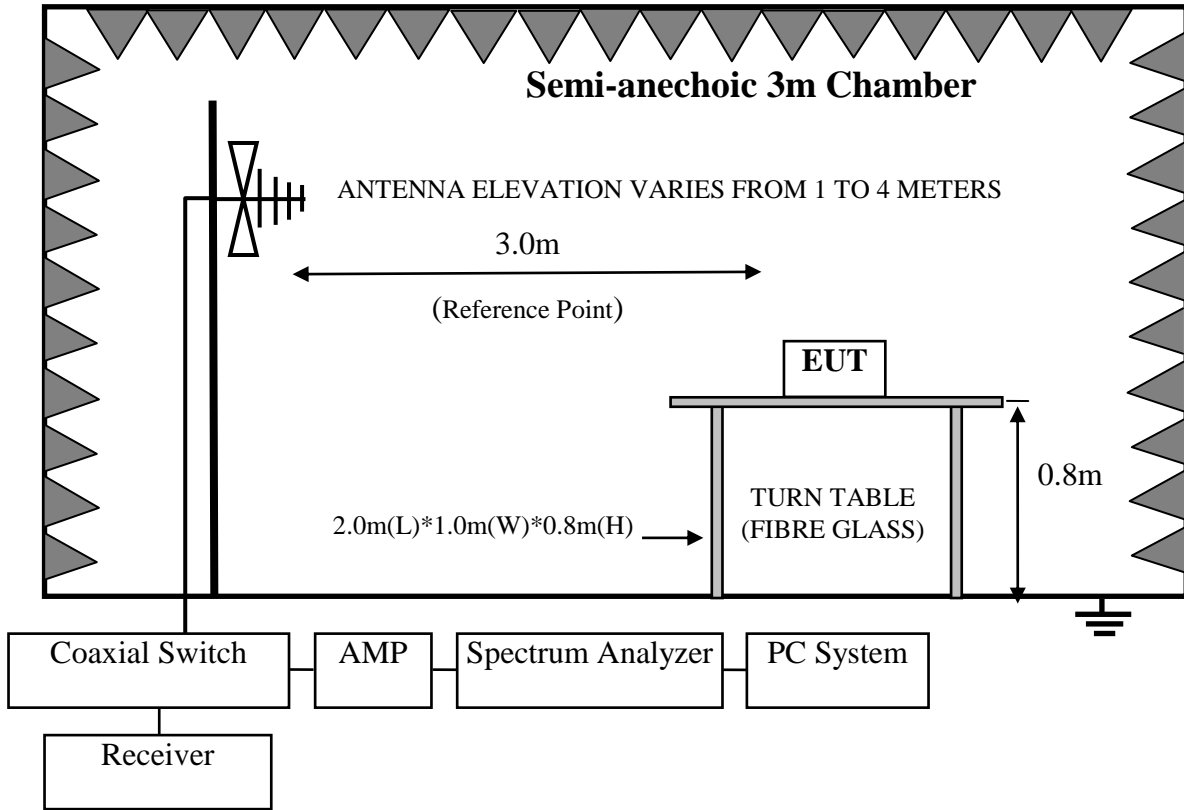 Semi-anechoic 3m Chamber
ANTENNA ELEVATION VARIES FROM 1 TO 4 METERS
3.0m
(Reference Point)
EUT
0.8m
TURN TABLE
(FIBRE GLASS)
2.0m(L)*1.0m(W)*0.8m(H)
Coaxial Switch
AMP
Spectrum Analyzer
PC System
Receiver